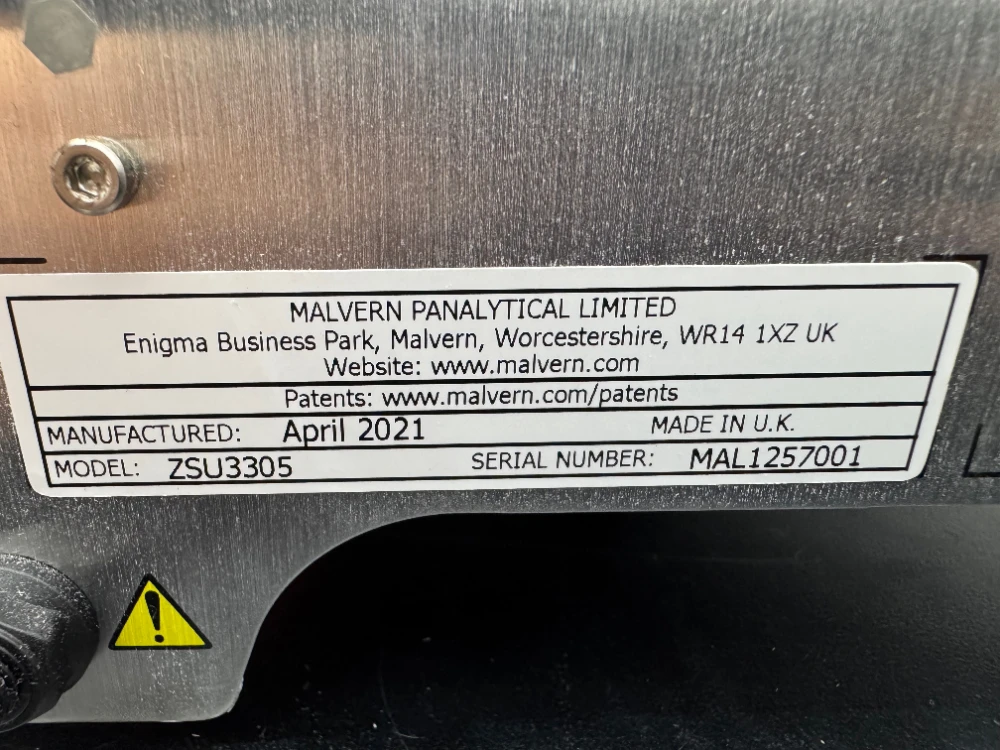 MALVERN PANALYTICAL LIMITED
Enigma Business Park, Malvern, Worcestershire, WR14 1XZ UK
Website: www.malvern.com
Patents: www.malvern.com/patents
MANUFACTURED: April 2021 MADE IN U.K.
MODEL: ZSU3305 SERIAL NUMBER: MAL1257001